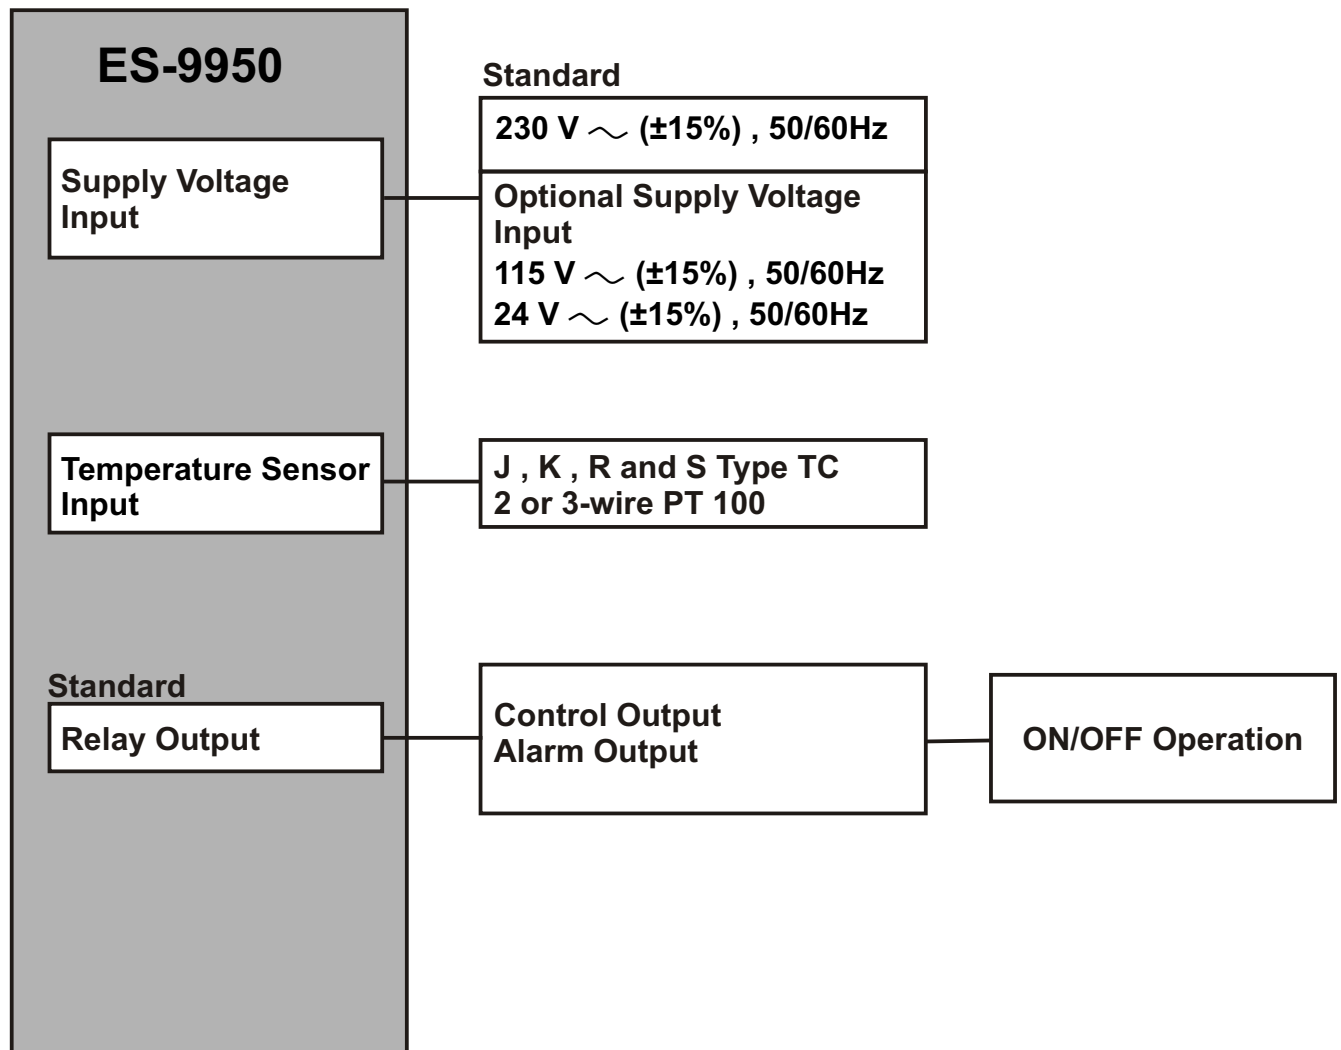 ES-9950
Standard
230 V ~ (±15%) , 50/60Hz
Supply Voltage
Input
Optional Supply Voltage
Input
115 V ~ (±15%) , 50/60Hz
24 V ~ (±15%) , 50/60Hz
Temperature Sensor
Input
J , K , R and S Type TC
2 or 3-wire PT 100
Standard
Relay Output
Control Output
Alarm Output
ON/OFF Operation